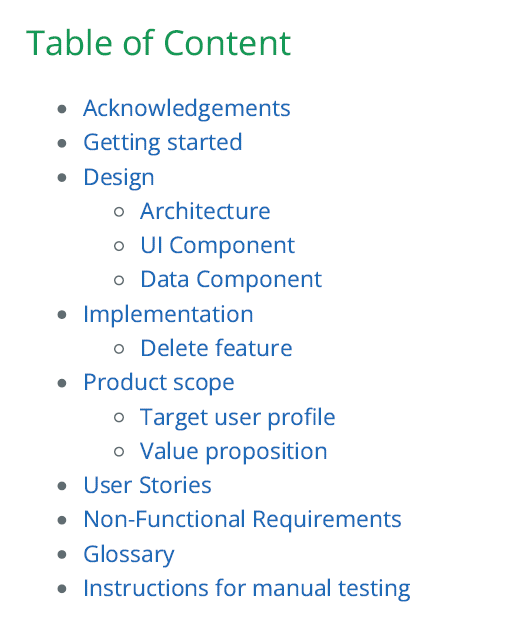 Table of Content
Acknowledgements
Getting started
Design
Architecture
UI Component
Data Component
Implementation
Delete feature
Product scope
Target user profile
Value proposition
User Stories
Non-Functional Requirements
Glossary
Instructions for manual testing